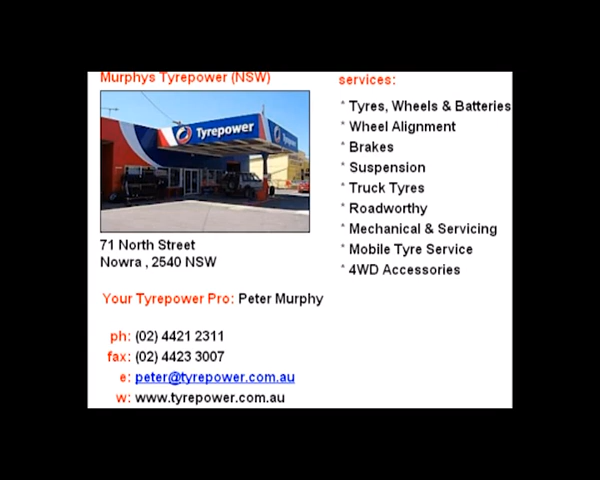 Murphys Tyrepower (NSW)
Tyrepower
Tyrepower
71 North Street
Nowra , 2540 NSW
Your Tyrepower Pro: Peter Murphy
ph: (02) 4421 2311
fax: (02) 4423 3007
e: peter@tyrepower.com.au
w: www.tyrepower.com.au
services:
* Tyres, Wheels & Batteries
* Wheel Alignment
* Brakes
* Suspension
* Truck Tyres
* Roadworthy
* Mechanical & Servicing
* Mobile Tyre Service
* 4WD Accessories